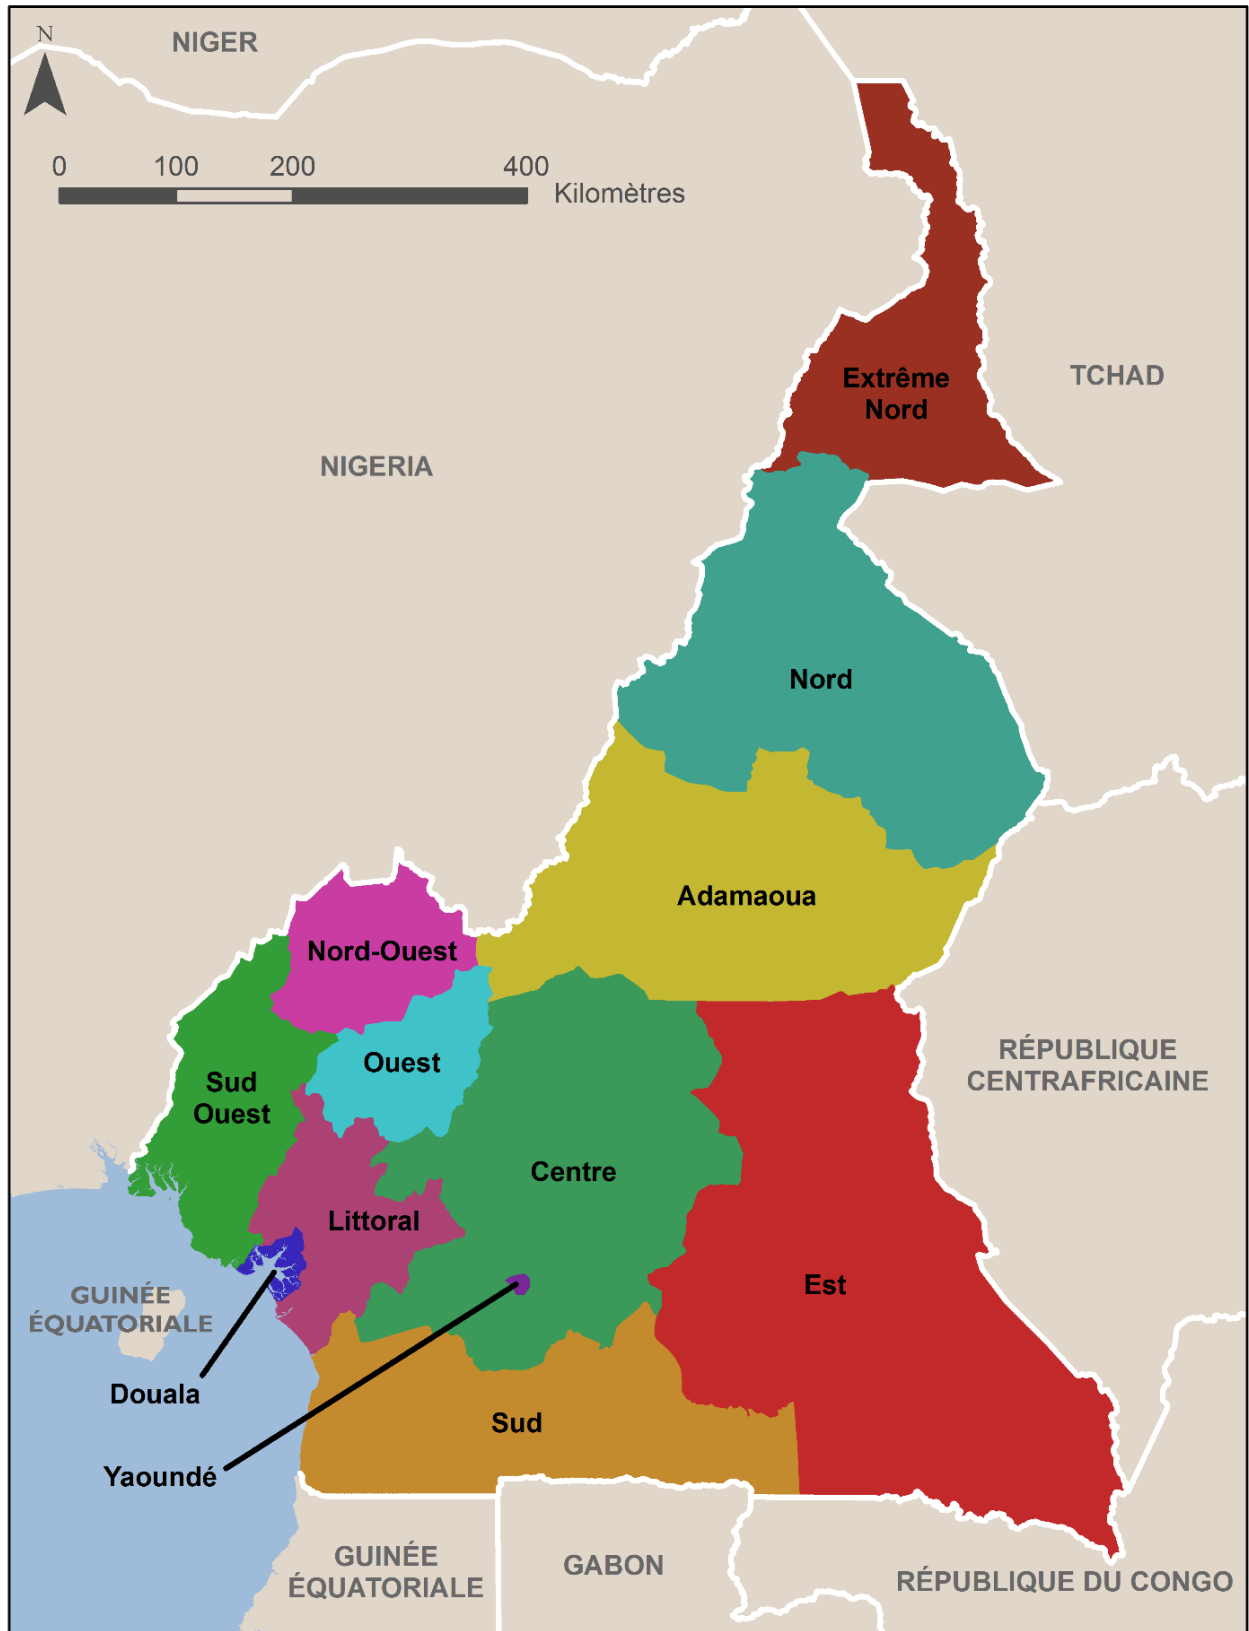 N
NIGER
0 100 200 400
Kilomètres
Extrême
Nord
TCHAD
NIGERIA
Nord
Adamaoua
Nord-Ouest
Ouest
RÉPUBLIQUE
CENTRAFRICAINE
Sud
Ouest
Centre
Littoral
Est
GUINÉE
ÉQUATORIALE
Douala
Sud
Yaoundé
GUINÉE
ÉQUATORIALE
GABON
RÉPUBLIQUE DU CONGO